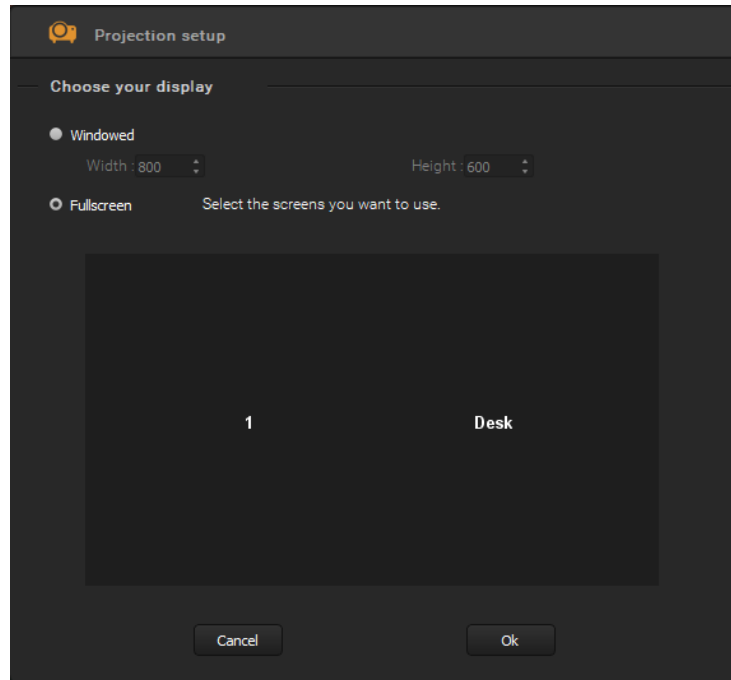 Projection setup
Choose your display
Windowed
Width : 800 Height : 600
Fullscreen Select the screens you want to use.
1 Desk
Cancel Ok